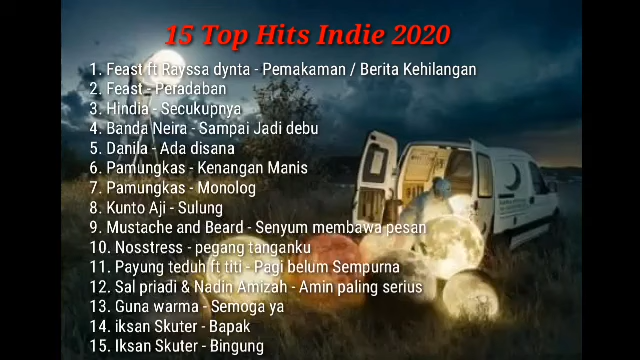 15 Top Hits Indie 2020
1. Feast ft Rayssa dynta - Pemakaman / Berita Kehilangan
2. Feast - Peradaban
3. Hindia - Secukupnya
4. Banda Neira - Sampai Jadi debu
5. Danila - Ada disana
6. Pamungkas - Kenangan Manis
7. Pamungkas - Monolog
8. Kunto Aji - Sulung
9. Mustache and Beard - Senyum membawa pesan
10. Nosstress - pegang tanganku
11. Payung teduh ft titi - Pagi belum Sempurna
12. Sal priadi & Nadin Amizah - Amin paling serius
13. Guna warma - Semoga ya
14. iksan Skuter - Bapak
15. Iksan Skuter - Bingung